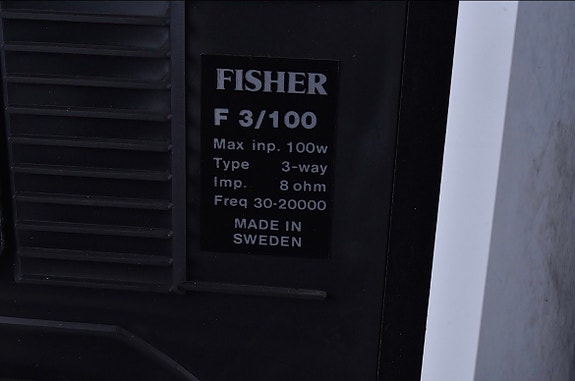 FISHER
F 3/100
Max inp. 100w
Type 3-way
Imp. 8 ohm
Freq 30-20000
MADE IN
SWEDEN